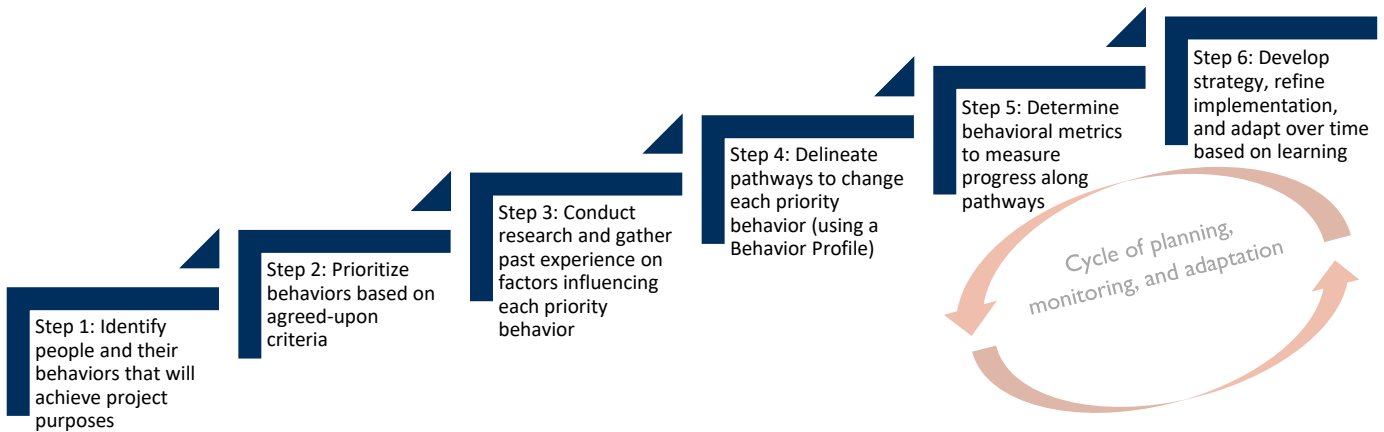 Step 1: Identify
people and their
behaviors that will
achieve project
purposes
Step 2: Prioritize
behaviors based on
agreed-upon
criteria
Step 3: Conduct
research and gather
past experience on
factors influencing
each priority
behavior
Step 4: Delineate
pathways to change
each priority
behavior (using a
Behavior Profile)
Step 5: Determine
behavioral metrics
to measure
progress along
pathways
Step 6: Develop
strategy, refine
implementation,
and adapt over time
based on learning
Cycle of planning,
monitoring, and adaptation